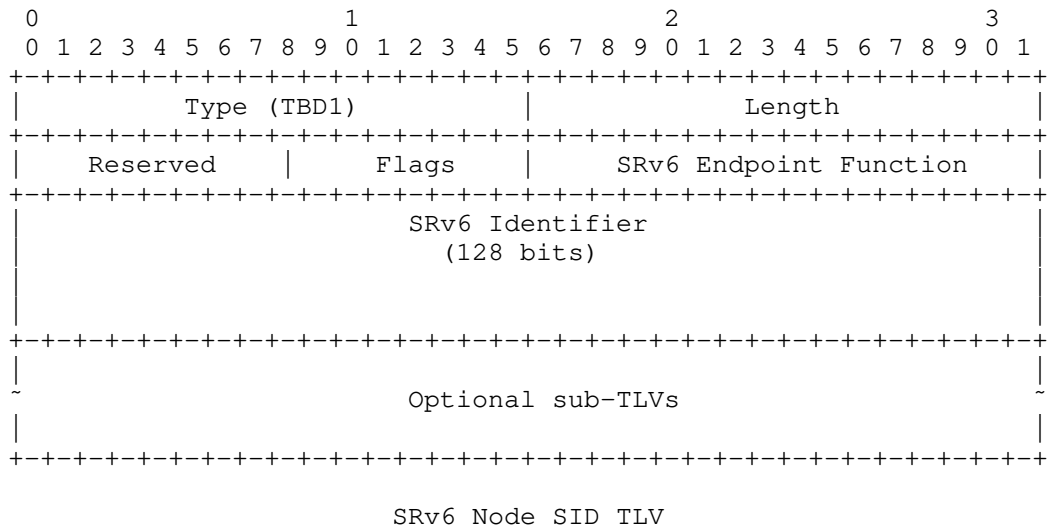 0                   1                   2                   3
0 1 2 3 4 5 6 7 8 9 0 1 2 3 4 5 6 7 8 9 0 1 2 3 4 5 6 7 8 9 0 1
+-+-+-+-+-+-+-+-+-+-+-+-+-+-+-+-+-+-+-+-+-+-+-+-+-+-+-+-+-+-+-+-+
|          Type (TBD1)          |             Length            |
+-+-+-+-+-+-+-+-+-+-+-+-+-+-+-+-+-+-+-+-+-+-+-+-+-+-+-+-+-+-+-+-+
|    Reserved    |     Flags    |     SRv6 Endpoint Function    |
+-+-+-+-+-+-+-+-+-+-+-+-+-+-+-+-+-+-+-+-+-+-+-+-+-+-+-+-+-+-+-+-+
|                        SRv6 Identifier                        |
|                          (128 bits)                           |
|                                                               |
|                                                               |
+-+-+-+-+-+-+-+-+-+-+-+-+-+-+-+-+-+-+-+-+-+-+-+-+-+-+-+-+-+-+-+-+
|                                                               |
~                        Optional sub-TLVs                      ~
|                                                               |
+-+-+-+-+-+-+-+-+-+-+-+-+-+-+-+-+-+-+-+-+-+-+-+-+-+-+-+-+-+-+-+-+
SRv6 Node SID TLV